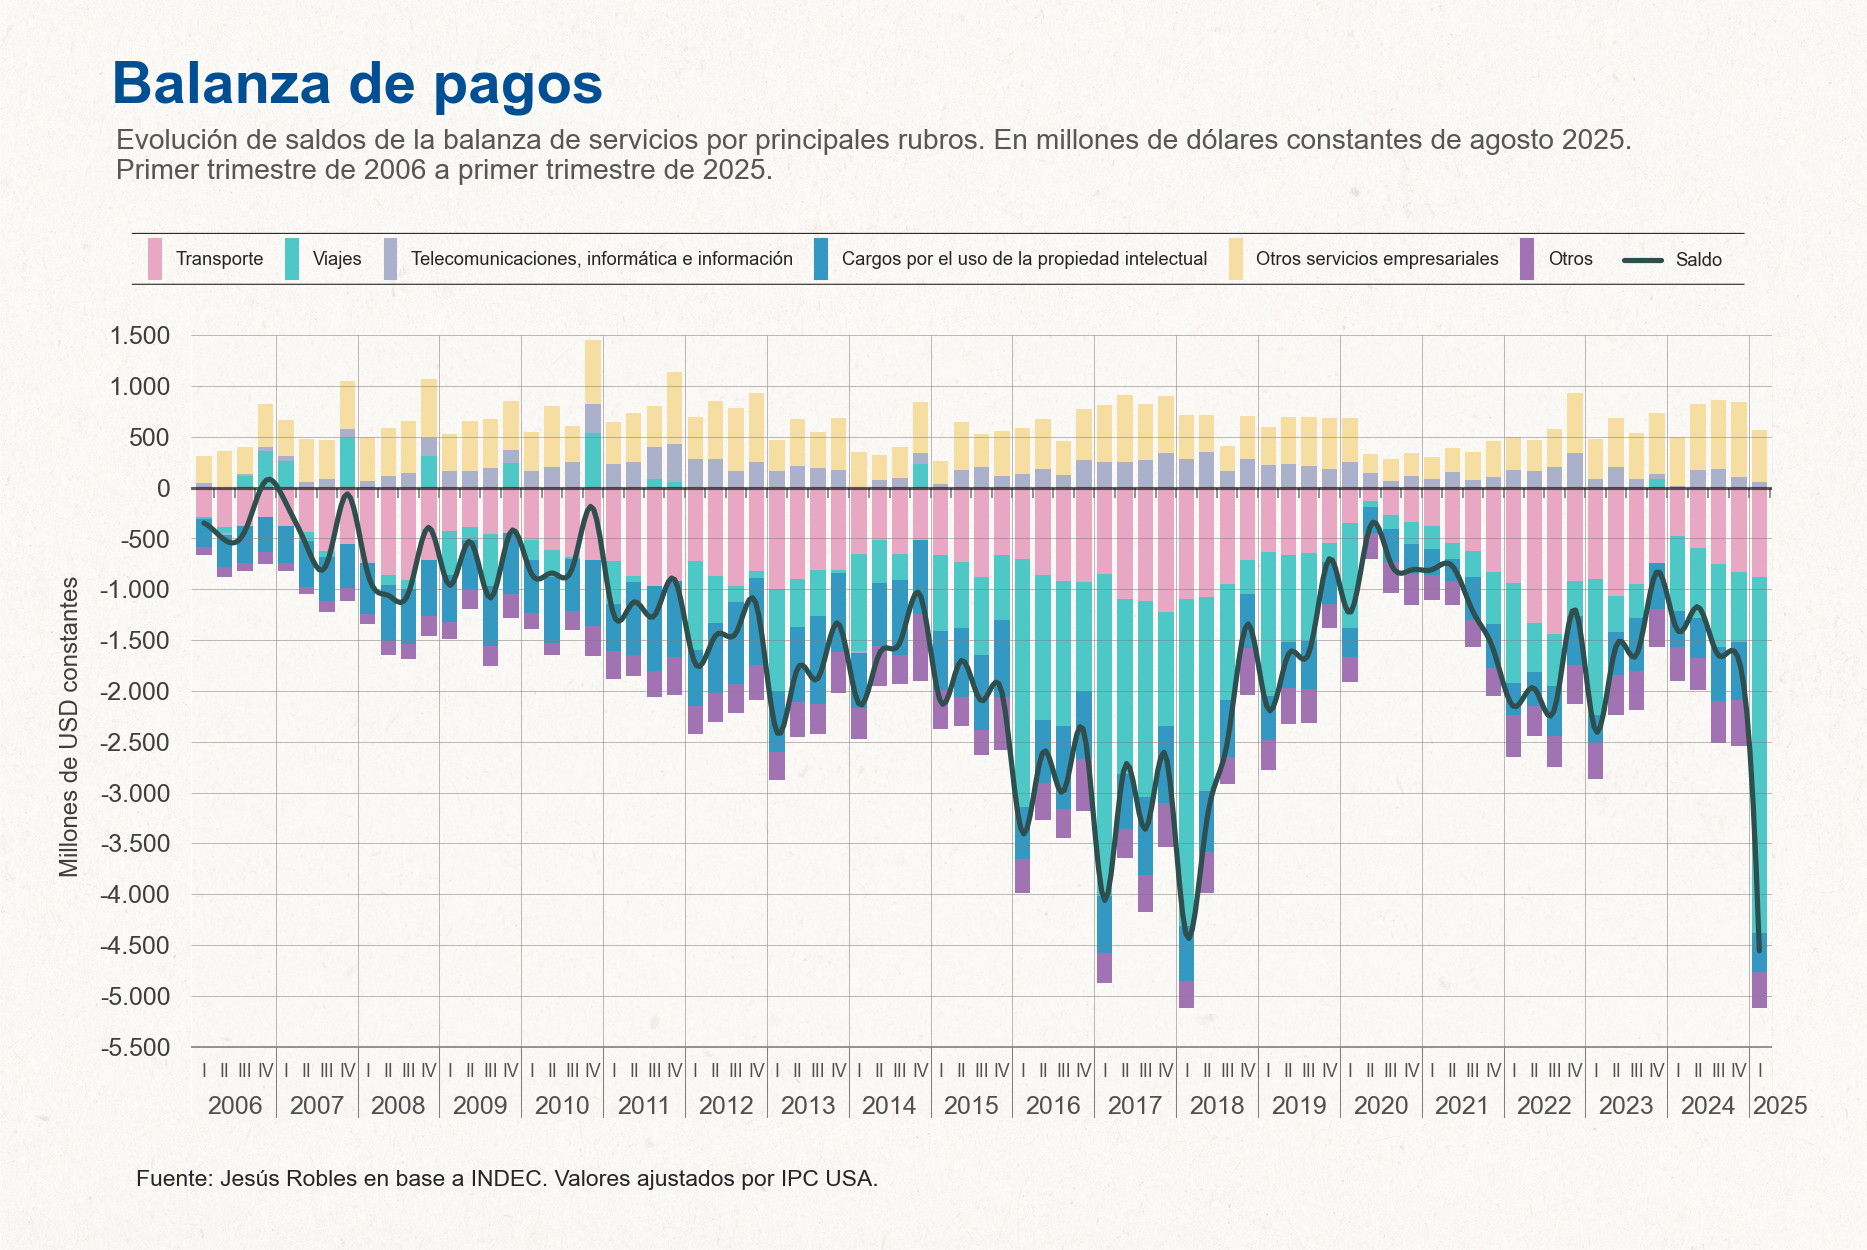 Balanza de pagos
Evolución de saldos de la balanza de servicios por principales rubros. En millones de dólares constantes de agosto 2025.
Primer trimestre de 2006 a primer trimestre de 2025.
Transporte Viajes Telecomunicaciones, informática e información Cargos por el uso de la propiedad intelectual Otros servicios empresariales Otros Saldo
Millones de USD constantes
1.500
1.000
500
0
-500
-1.000
-1.500
-2.000
-2.500
-3.000
-3.500
-4.000
-4.500
-5.000
-5.500
I II III IV I II III IV I II III IV I II III IV I II III IV I II III IV I II III IV I II III IV I II III IV I II III IV I II III IV I II III IV I II III IV I II III IV I II III IV I II III IV I II III IV I II III IV I II III IV I
2006 2007 2008 2009 2010 2011 2012 2013 2014 2015 2016 2017 2018 2019 2020 2021 2022 2023 2024 2025
Fuente: Jesús Robles en base a INDEC. Valores ajustados por IPC USA.